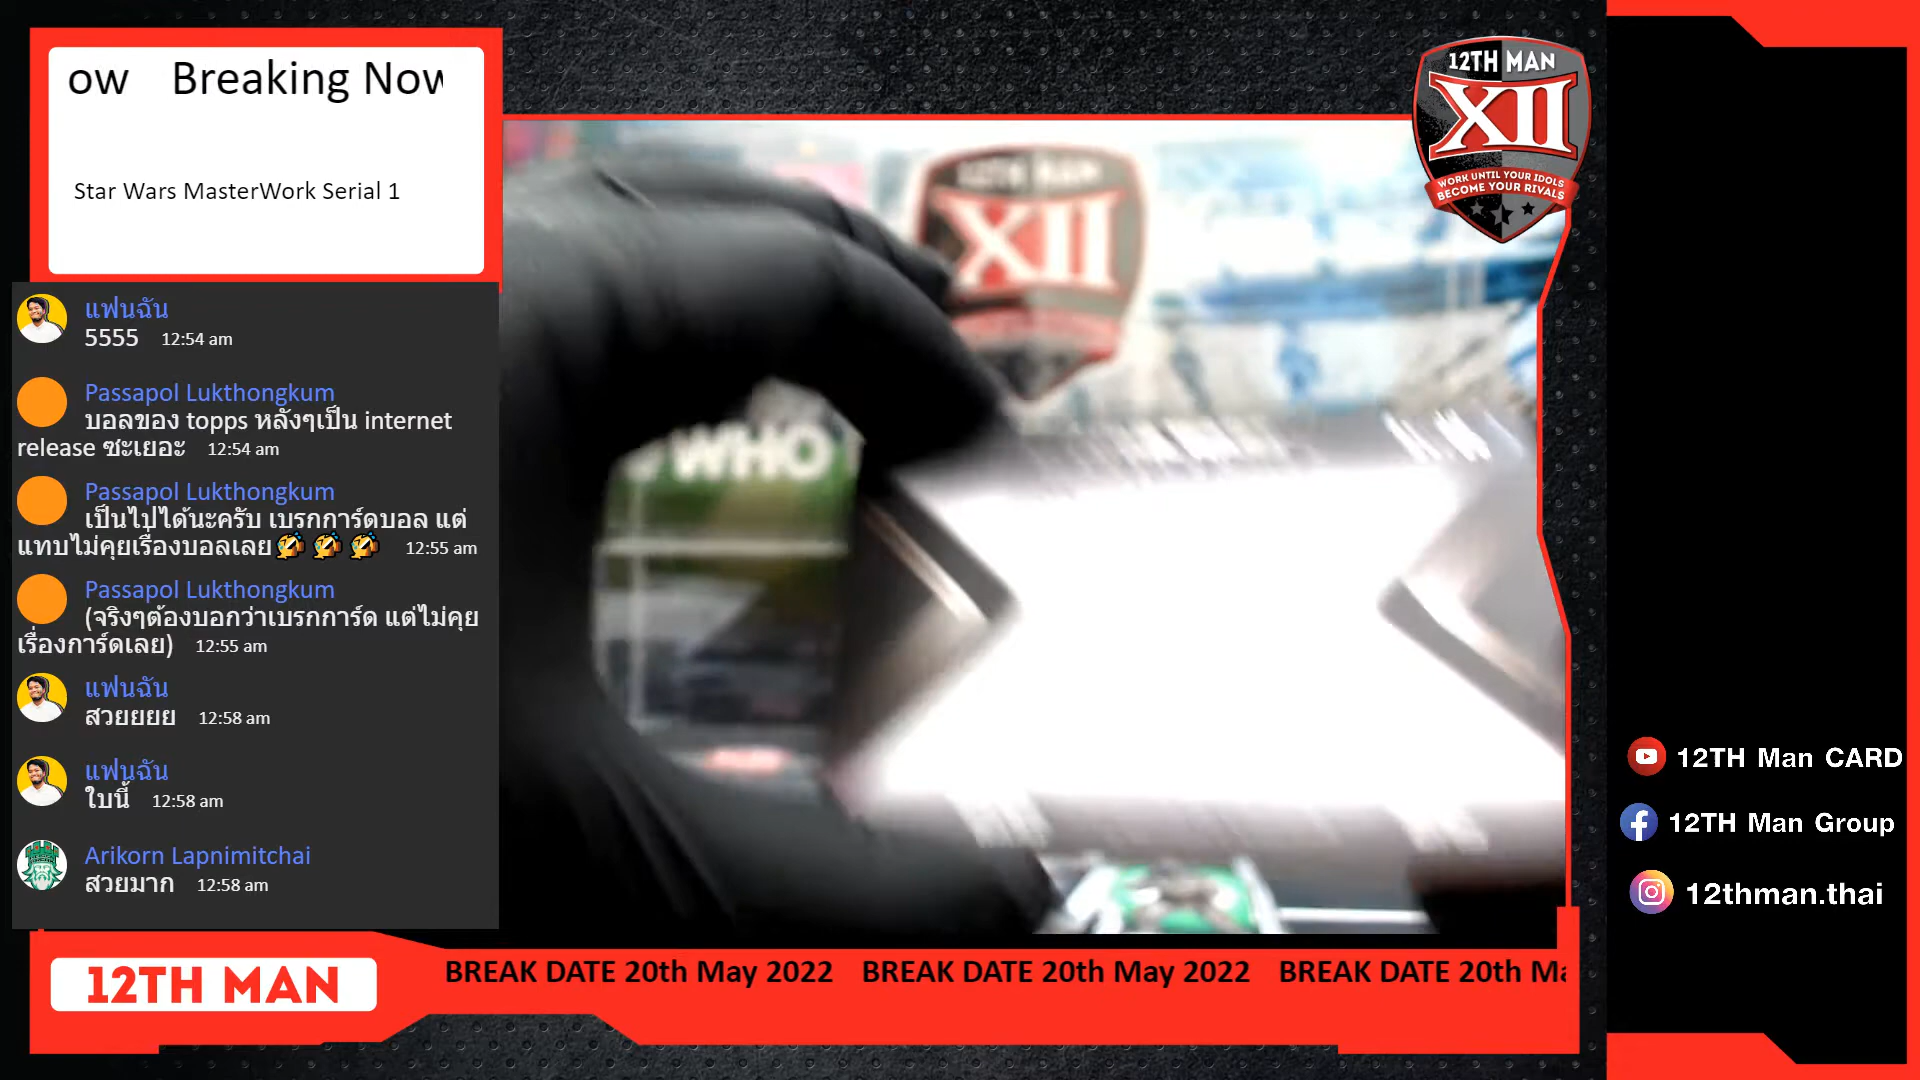 ow Breaking Now
Star Wars MasterWork Serial 1
แฟนฉัน
5555 12:54 am
Passapol Lukthongkum
บอลของ topps หลังๆเป็น internet
release ซะเยอะ 12:54 am
Passapol Lukthongkum
เป็นไปได้นะครับ เบรกการ์ดบอล แต่
แทบไม่คุยเรื่องบอลเลย🤣🤣🤣 12:55 am
Passapol Lukthongkum
(จริงๆต้องบอกว่าเบรกการ์ด แต่ไม่คุย
เรื่องการ์ดเลย) 12:55 am
แฟนฉัน
สวยยยย 12:58 am
แฟนฉัน
ใบนี้ 12:58 am
Arikorn Lapnimitchai
สวยมาก 12:58 am
12TH MAN
XII
WORK UNTIL YOUR IDOLS
BECOME YOUR RIVALS
12TH MAN
XII
WHO
12TH Man CARD
12TH Man Group
12thman.thai
12TH MAN
BREAK DATE 20th May 2022 BREAK DATE 20th May 2022 BREAK DATE 20th Ma